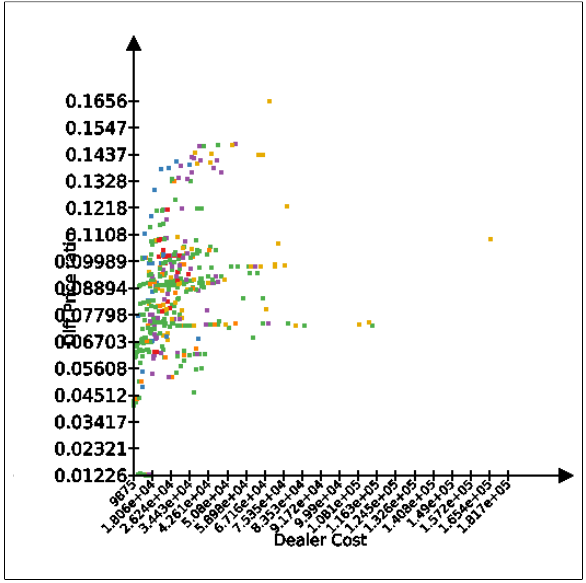 0.1656
0.1547
0.1437
0.1328
0.1218
0.1108
0.09989
0.08894
0.07798
0.06703
0.05608
0.04512
0.03417
0.02321
0.01226
Diff Price ratio
9875
1.806e+04
2.624e+04
3.443e+04
4.261e+04
5.08e+04
5.898e+04
6.716e+04
7.535e+04
8.353e+04
9.172e+04
9.99e+04
1.081e+05
1.163e+05
1.245e+05
1.326e+05
1.408e+05
1.49e+05
1.572e+05
1.654e+05
1.817e+05
Dealer Cost